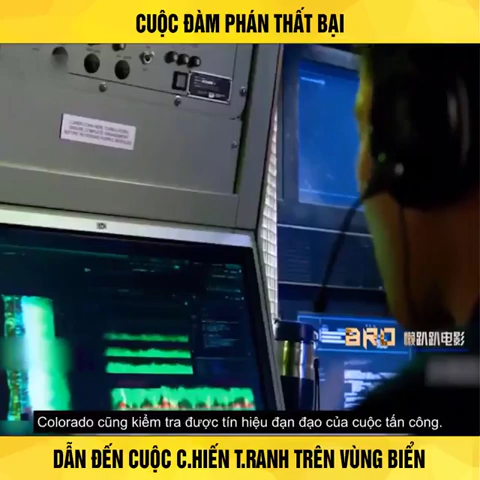 CUỘC ĐÀM PHÁN THẤT BẠI
BRO 懒趴趴电影
Colorado cũng kiểm tra được tín hiệu đạn đạo của cuộc tấn công.
DẪN ĐẾN CUỘC C.HIẾN T.RANH TRÊN VÙNG BIỂN